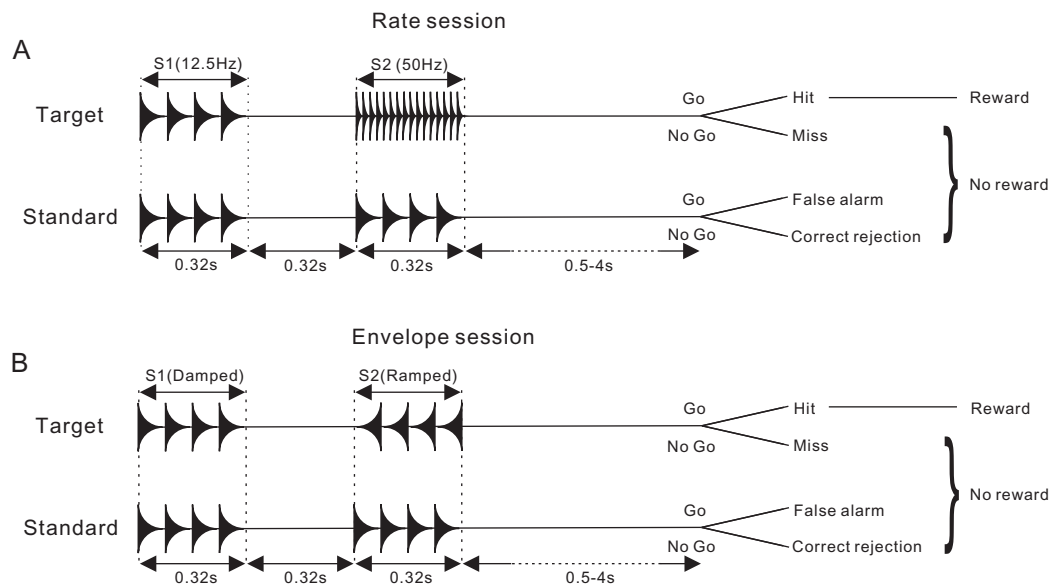 Rate session
A
S1(12.5Hz)
S2 (50Hz)
Target
Go
Hit
Reward
No Go
Miss
No reward
Standard
Go
False alarm
No Go
Correct rejection
0.32s
0.32s
0.32s
0.5-4s
Envelope session
B
S1(Damped)
S2(Ramped)
Target
Go
Hit
Reward
No Go
Miss
No reward
Standard
Go
False alarm
No Go
Correct rejection
0.32s
0.32s
0.32s
0.5-4s